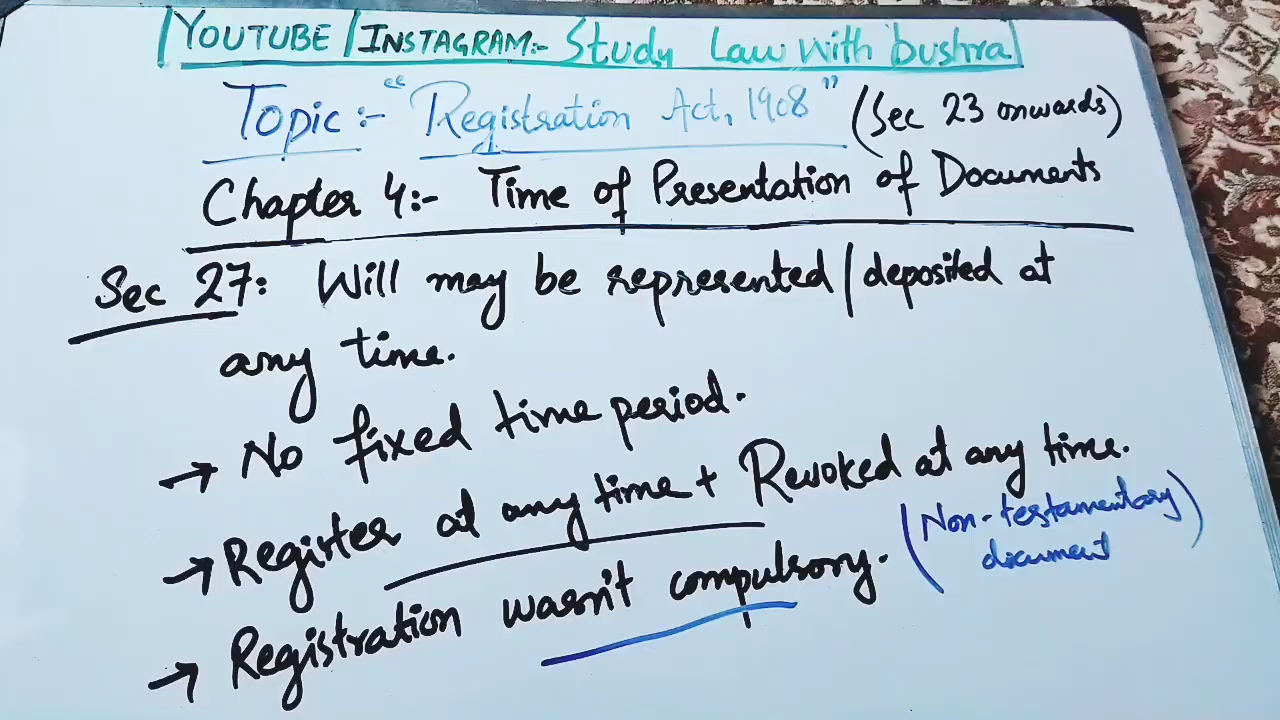 YOUTUBE / INSTAGRAM:- Study Law with bushra
Topic:- "Registration Act, 1908" (Sec 23 onwards)
Chapter 4:- Time of Presentation of Documents
Sec 27: Will may be represented/deposited at
any time.
→ No fixed time period.
→ Register at any time + Revoked at any time.
→ Registration wasn't compulsory. (Non-testamentary
document)